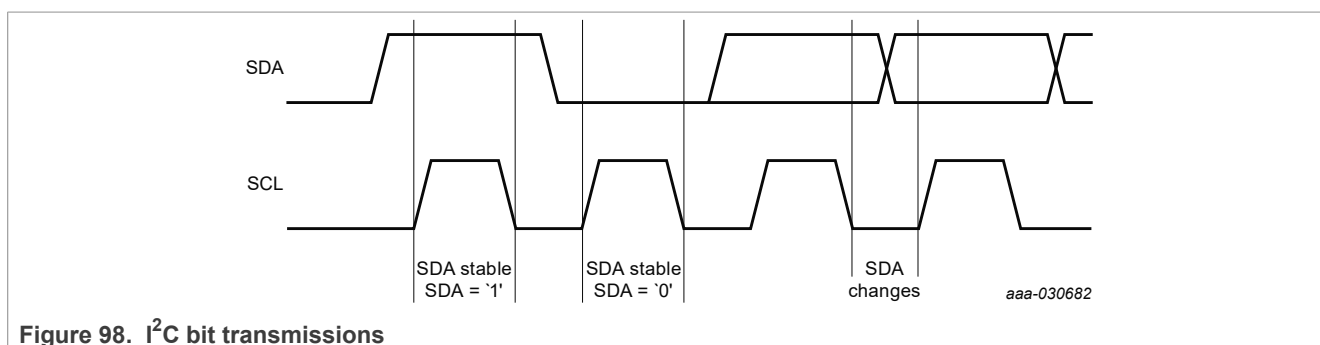 SDA
SCL
SDA stable
SDA = `1'
SDA stable
SDA = `0'
SDA
changes
aaa-030682
Figure 98. I²C bit transmissions